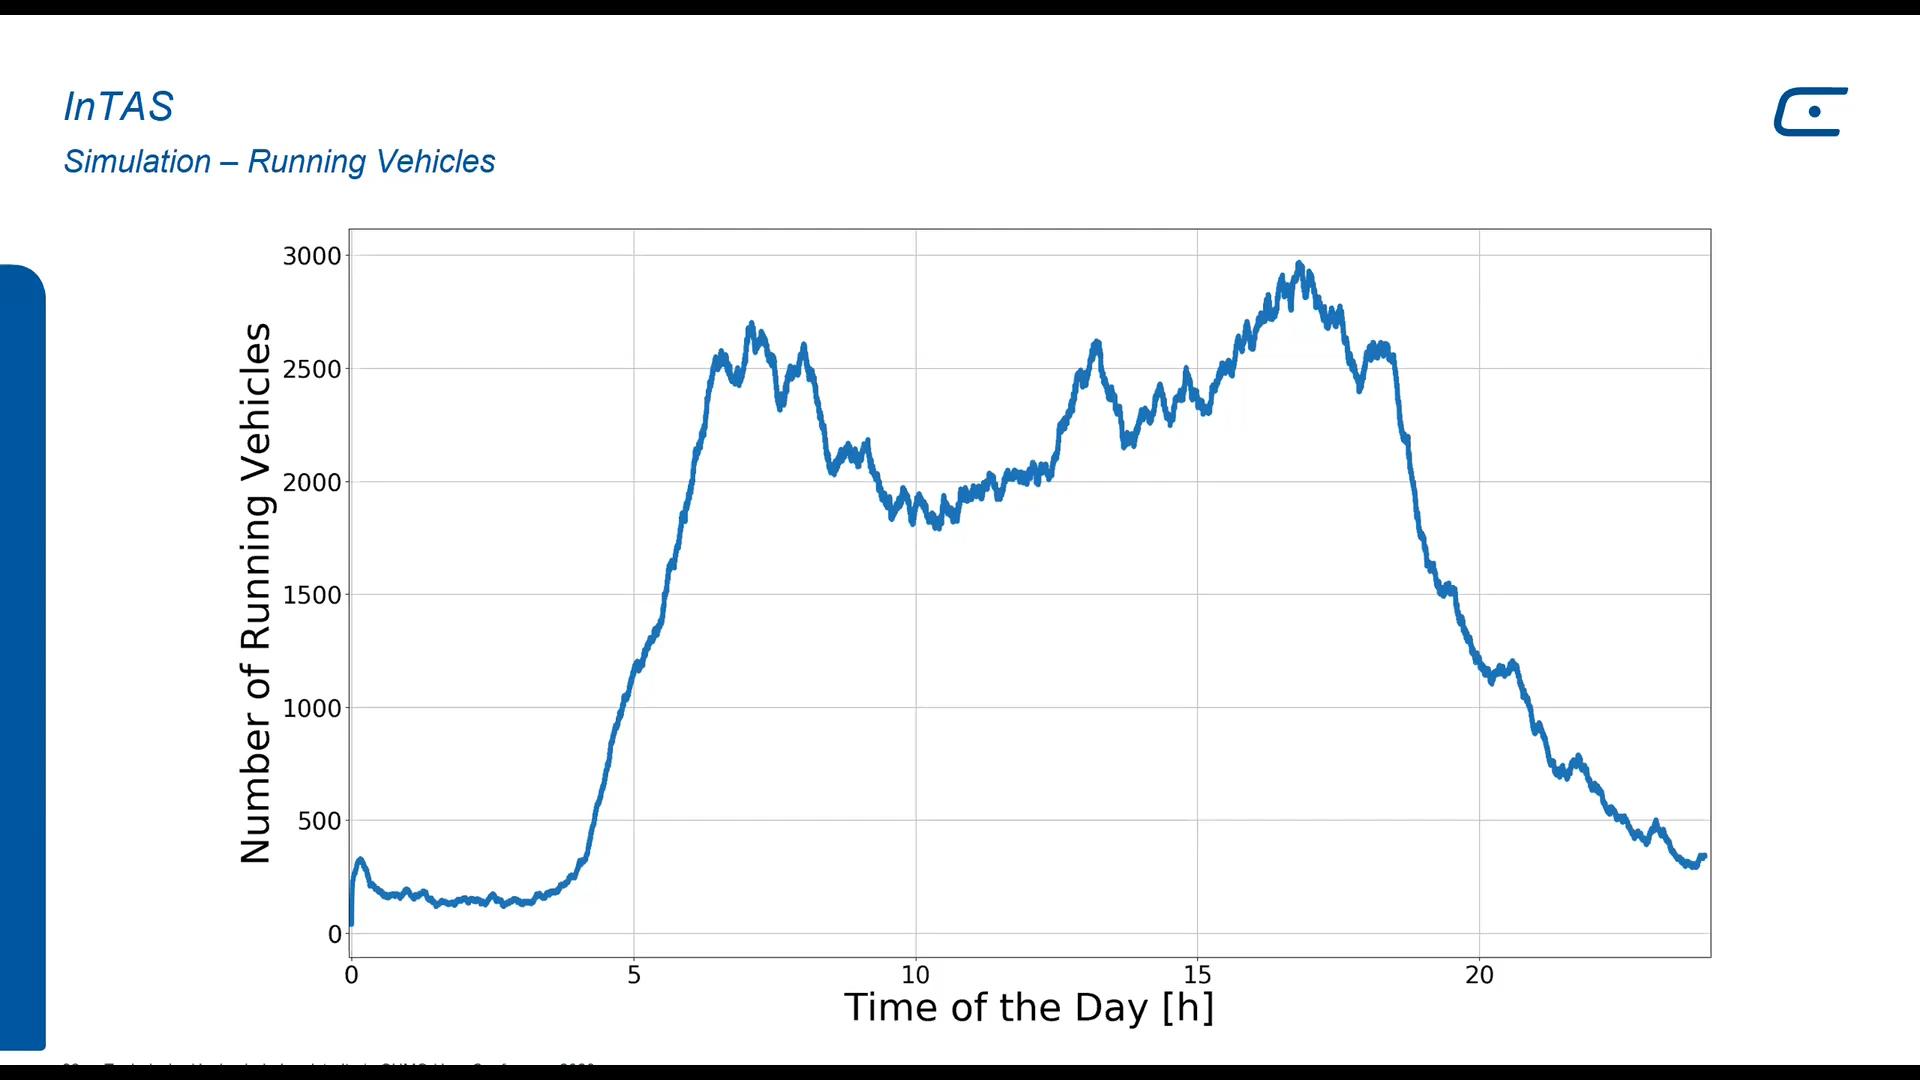 InTAS
Simulation – Running Vehicles
3000
2500
2000
1500
1000
500
0
Number of Running Vehicles
0 5 10 15 20
Time of the Day [h]